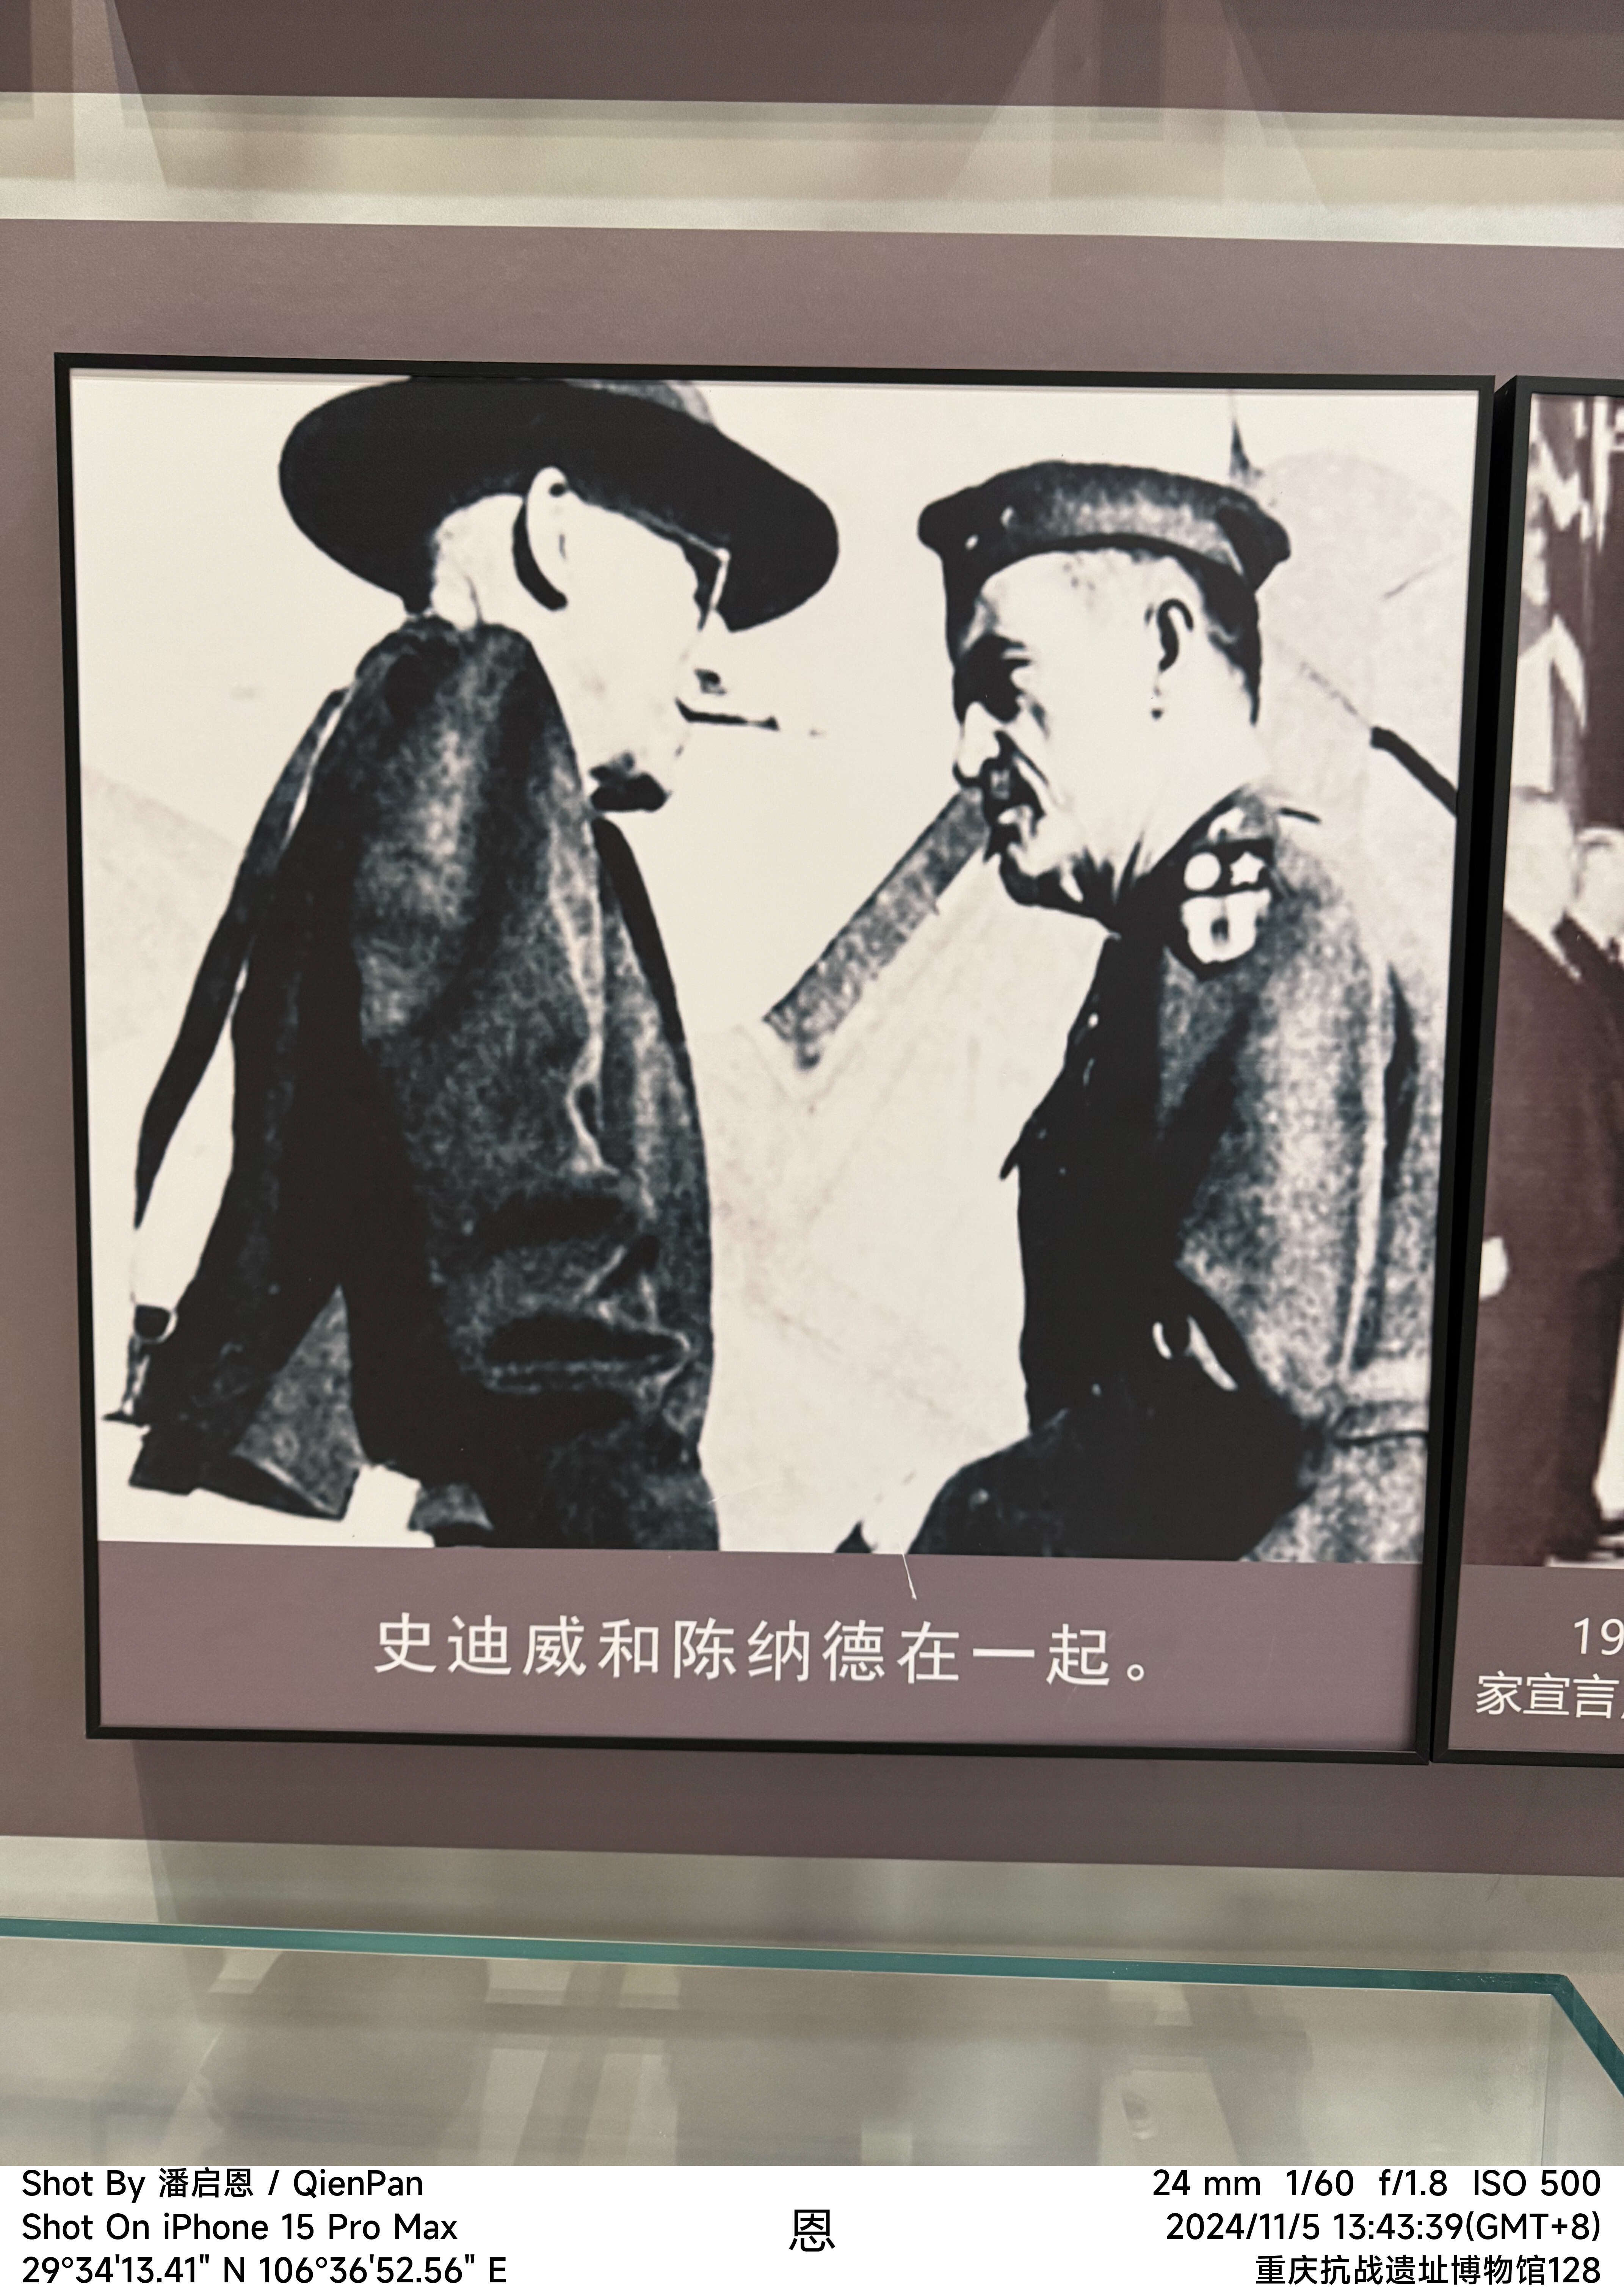 史迪威和陈纳德在一起。
19
家宣言
Shot By 潘启恩 / QienPan
Shot On iPhone 15 Pro Max
29°34'13.41" N 106°36'52.56" E
恩
24 mm 1/60 f/1.8 ISO 500
2024/11/5 13:43:39(GMT+8)
重庆抗战遗址博物馆128